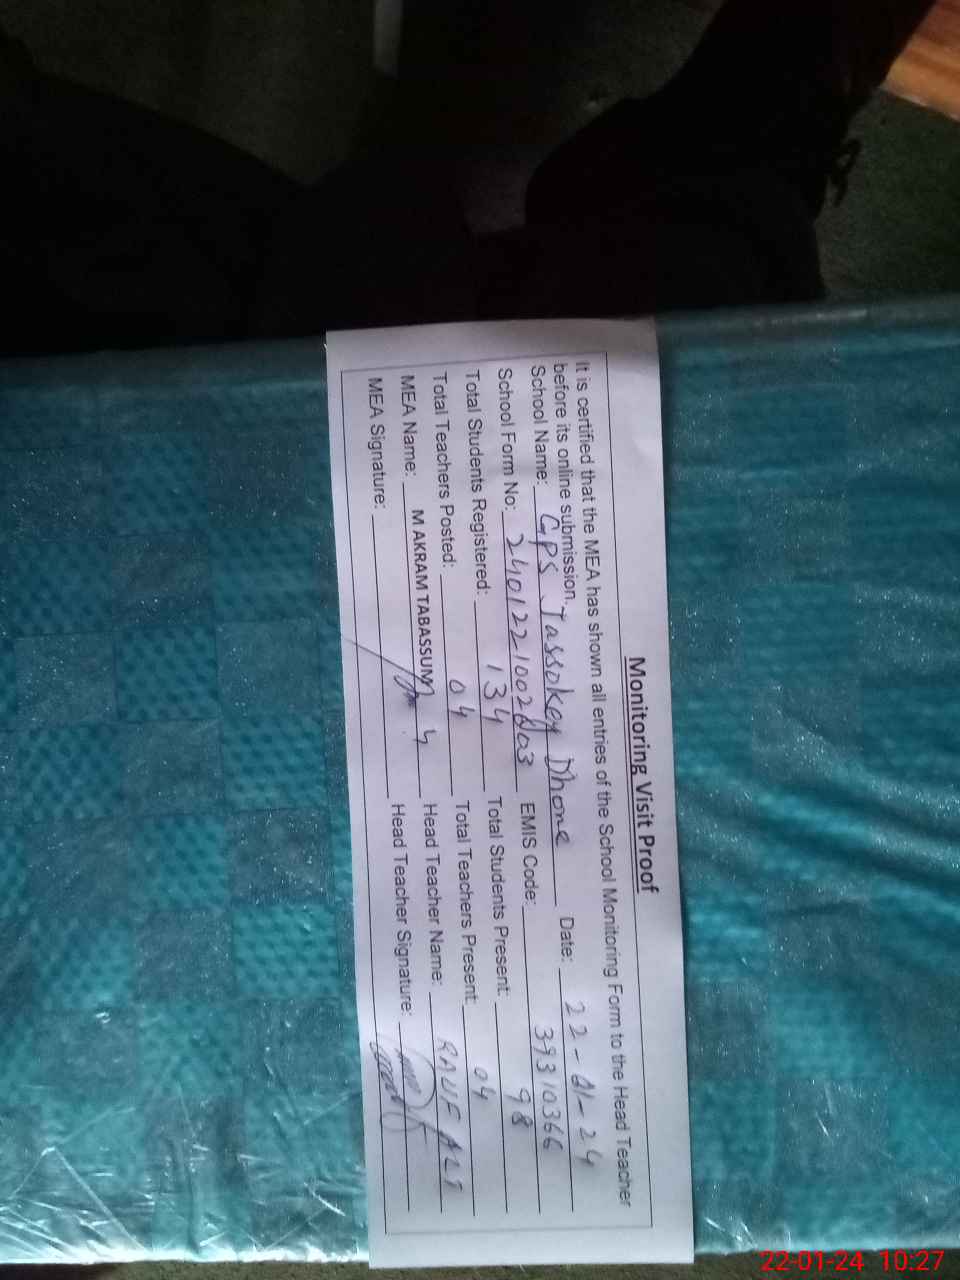 Monitoring Visit Proof
It is certified that the MEA has shown all entries of the School Monitoring Form to the Head Teacher
before its online submission.
School Name: GPS Jassokey Dhone Date: 22-01-24
School Form No: EMIS Code: 39310366
Total Students Registered: 134 Total Students Present: 98
Total Teachers Posted: 04 Total Teachers Present: 04
MEA Name: M AKRAM TABASSUM Head Teacher Name: RAUF ALI
MEA Signature: Head Teacher Signature:
22-01-24 10:27